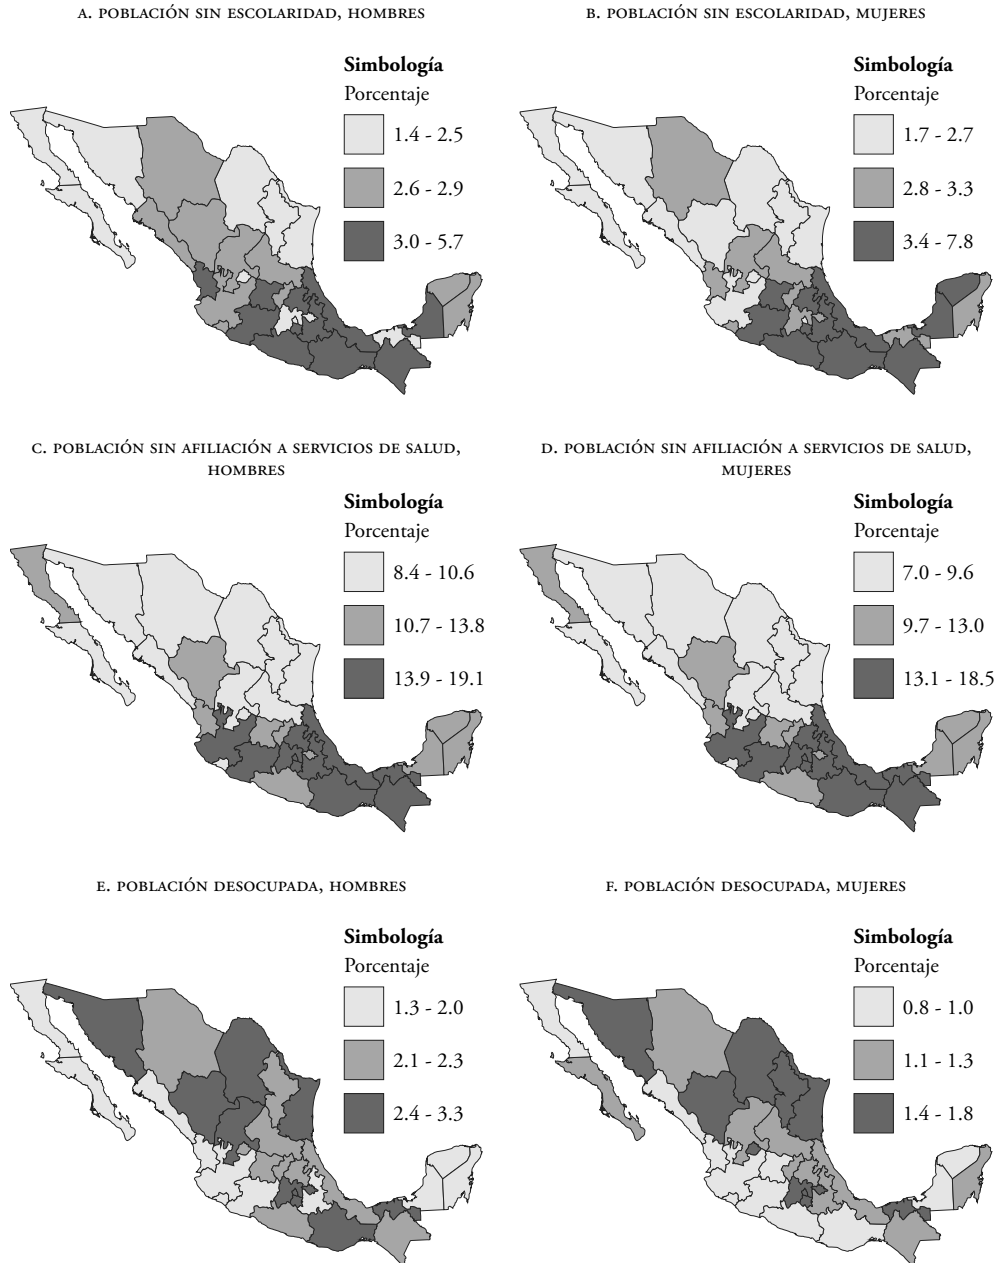 A. POBLACIÓN SIN ESCOLARIDAD, HOMBRES
Simbología
Porcentaje
1.4 - 2.5
2.6 - 2.9
3.0 - 5.7
B. POBLACIÓN SIN ESCOLARIDAD, MUJERES
Simbología
Porcentaje
1.7 - 2.7
2.8 - 3.3
3.4 - 7.8
C. POBLACIÓN SIN AFILIACIÓN A SERVICIOS DE SALUD,
HOMBRES
Simbología
Porcentaje
8.4 - 10.6
10.7 - 13.8
13.9 - 19.1
D. POBLACIÓN SIN AFILIACIÓN A SERVICIOS DE SALUD,
MUJERES
Simbología
Porcentaje
7.0 - 9.6
9.7 - 13.0
13.1 - 18.5
E. POBLACIÓN DESOCUPADA, HOMBRES
Simbología
Porcentaje
1.3 - 2.0
2.1 - 2.3
2.4 - 3.3
F. POBLACIÓN DESOCUPADA, MUJERES
Simbología
Porcentaje
0.8 - 1.0
1.1 - 1.3
1.4 - 1.8